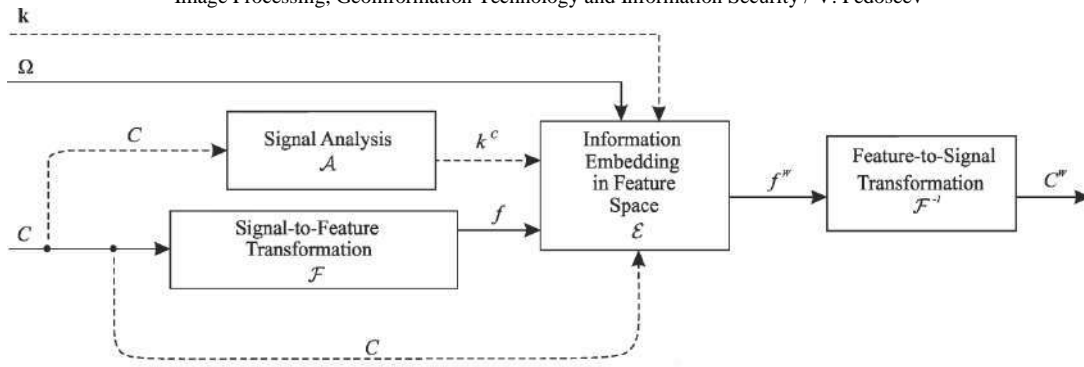 Image Processing, Geoinformation Technology and Information Security / V. Fedoseev
k
Ω
C
Signal Analysis
𝒜
k^C
Information
Embedding
in Feature
Space
ℰ
f^W
Feature-to-Signal
Transformation
ℱ^-1
C^W
C
Signal-to-Feature
Transformation
ℱ
f
C